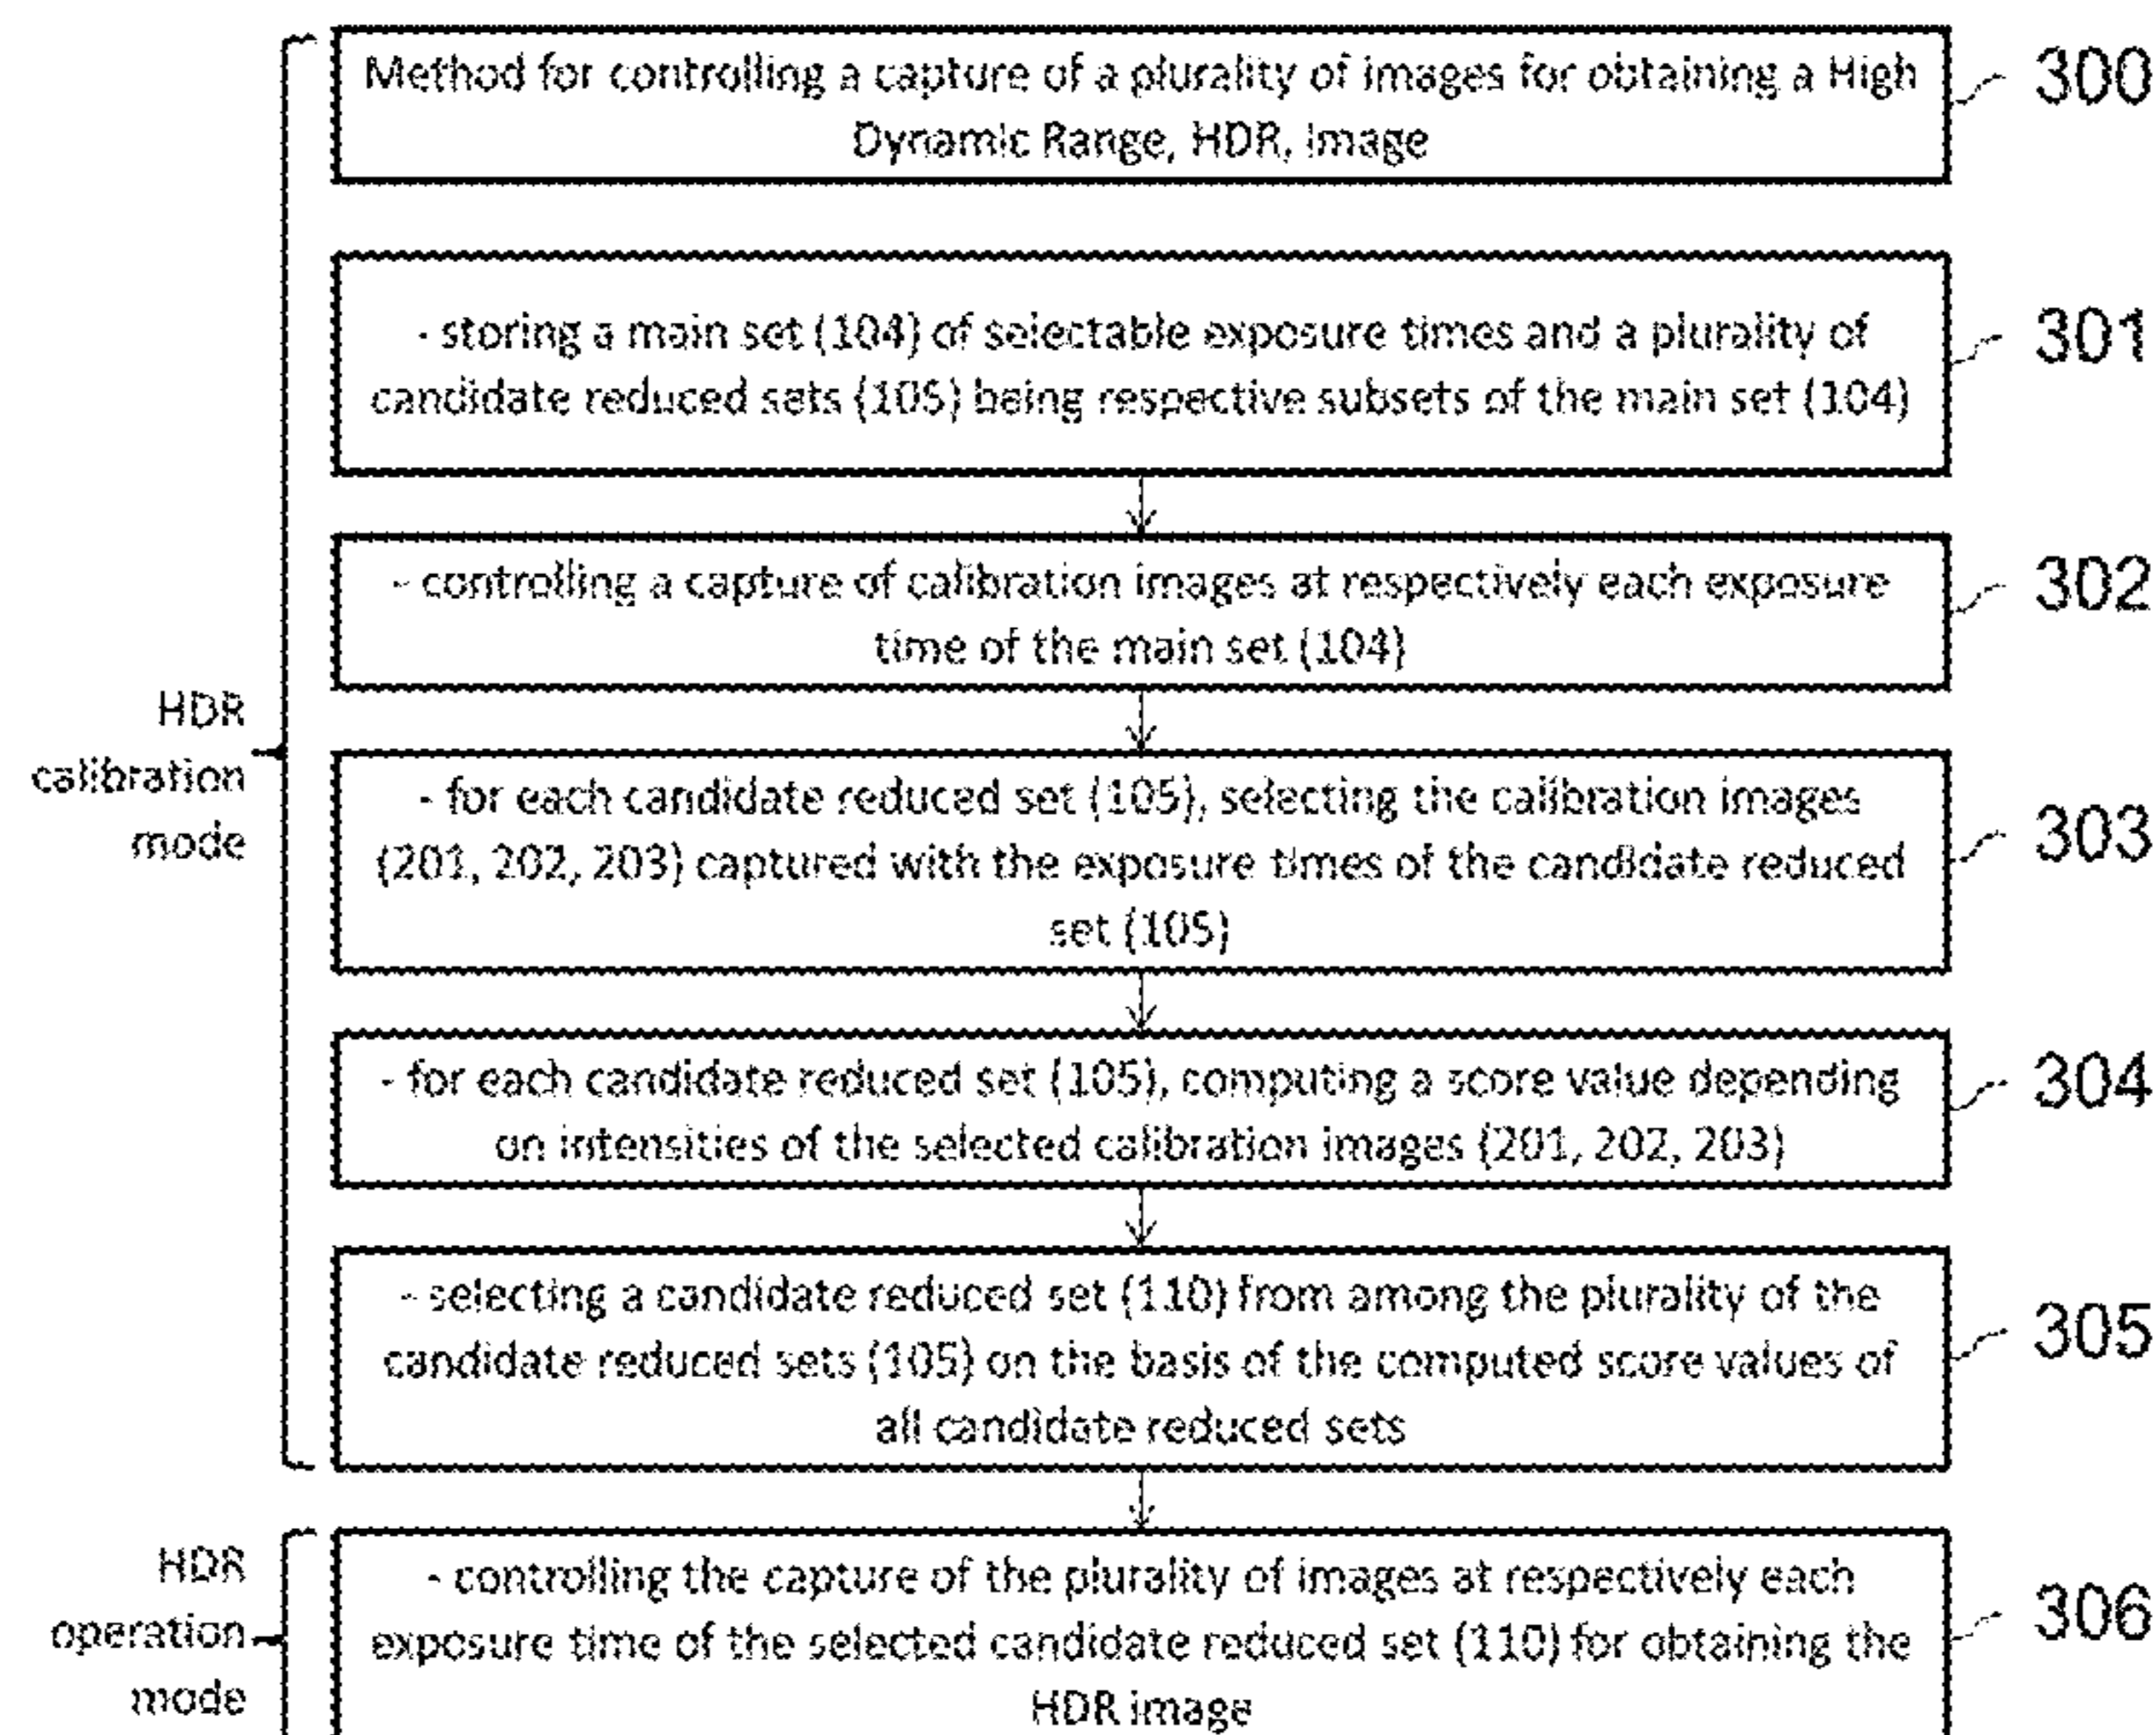 Method for controlling a capture of a plurality of images for obtaining a High
Dynamic Range, HDR, image
300
- storing a main set (104) of selectable exposure times and a plurality of
candidate reduced sets (105) being respective subsets of the main set (104)
301
- controlling a capture of calibration images at respectively each exposure
time of the main set (104)
302
HDR
calibration
mode
- for each candidate reduced set (105), selecting the calibration images
(201, 202, 203) captured with the exposure times of the candidate reduced
set (105)
303
- for each candidate reduced set (105), computing a score value depending
on intensities of the selected calibration images (201, 202, 203)
304
- selecting a candidate reduced set (110) from among the plurality of the
candidate reduced sets (105) on the basis of the computed score values of
all candidate reduced sets
305
HDR
operation
mode
- controlling the capture of the plurality of images at respectively each
exposure time of the selected candidate reduced set (110) for obtaining the
HDR image
306